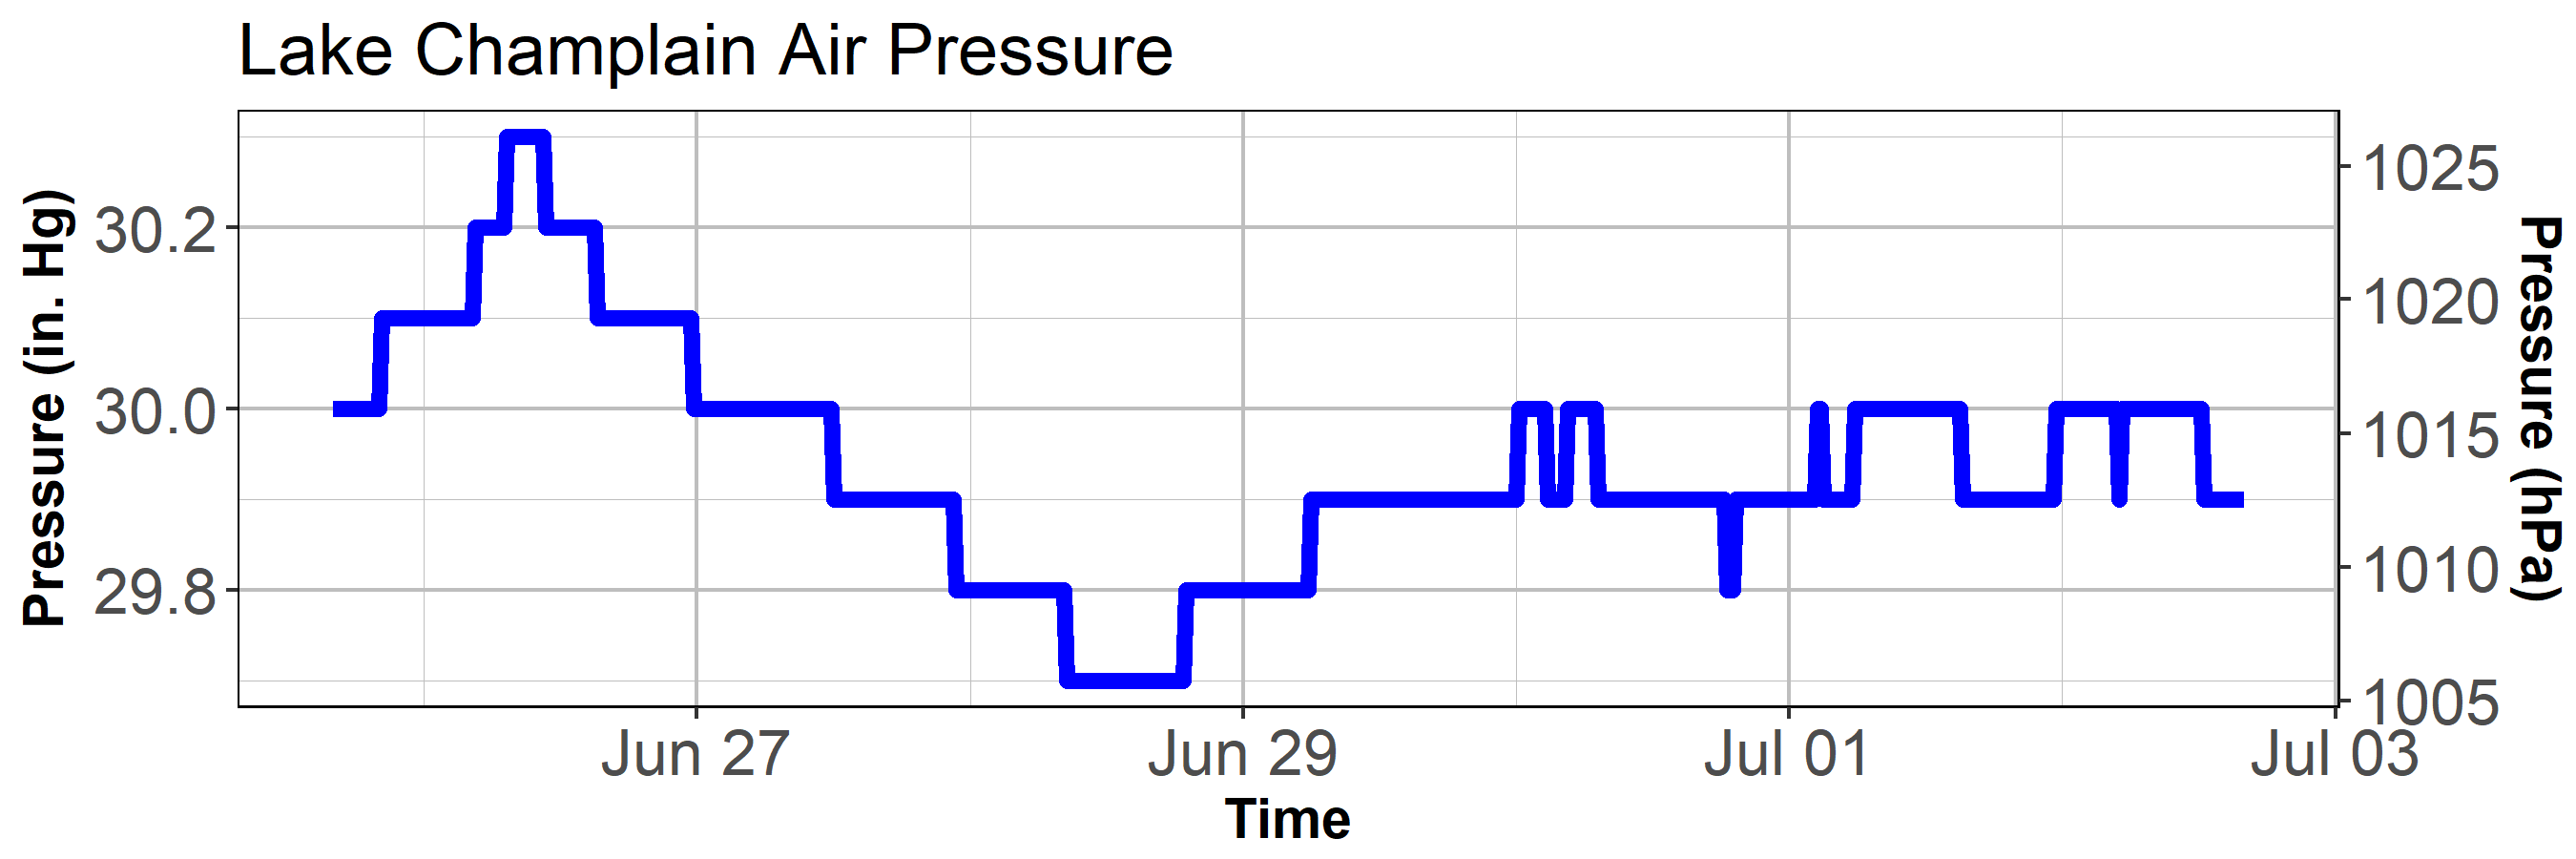 Lake Champlain Air Pressure
Pressure (in. Hg)
30.2
30.0
29.8
1025
1020
1015
1010
1005
Pressure (hPa)
Jun 27 Jun 29 Jul 01 Jul 03
Time